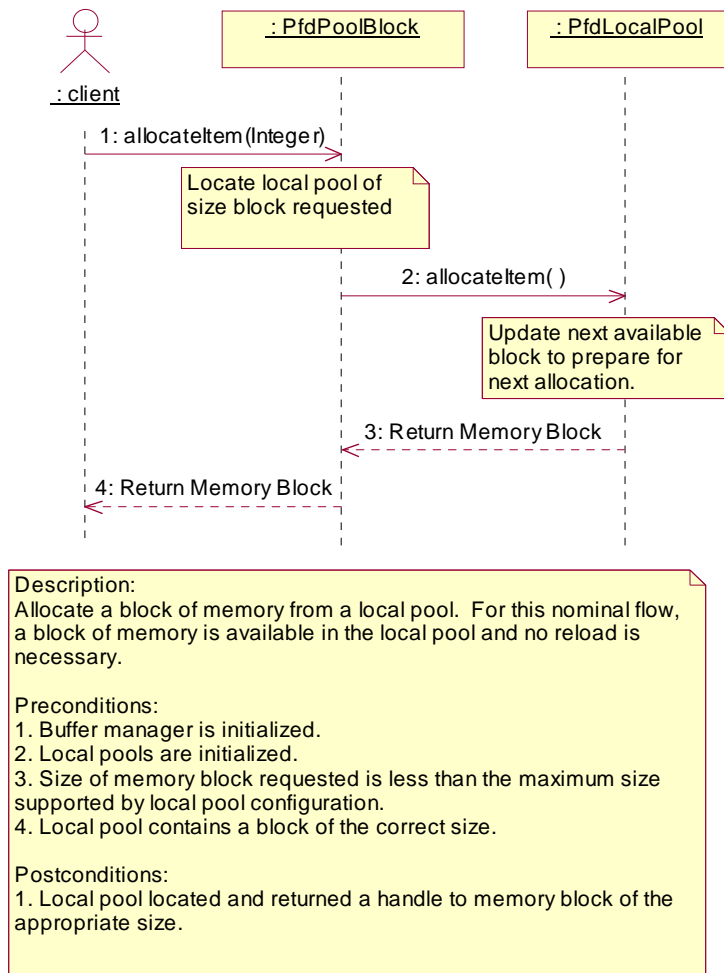 : PfdPoolBlock
: PfdLocalPool
: client
1: allocateItem(Integer)
Locate local pool of
size block requested
2: allocateItem( )
Update next available
block to prepare for
next allocation.
3: Return Memory Block
4: Return Memory Block
Description:
Allocate a block of memory from a local pool.  For this nominal flow,
a block of memory is available in the local pool and no reload is
necessary.
Preconditions:
1. Buffer manager is initialized.
2. Local pools are initialized.
3. Size of memory block requested is less than the maximum size
supported by local pool configuration.
4. Local pool contains a block of the correct size.
Postconditions:
1. Local pool located and returned a handle to memory block of the
appropriate size.